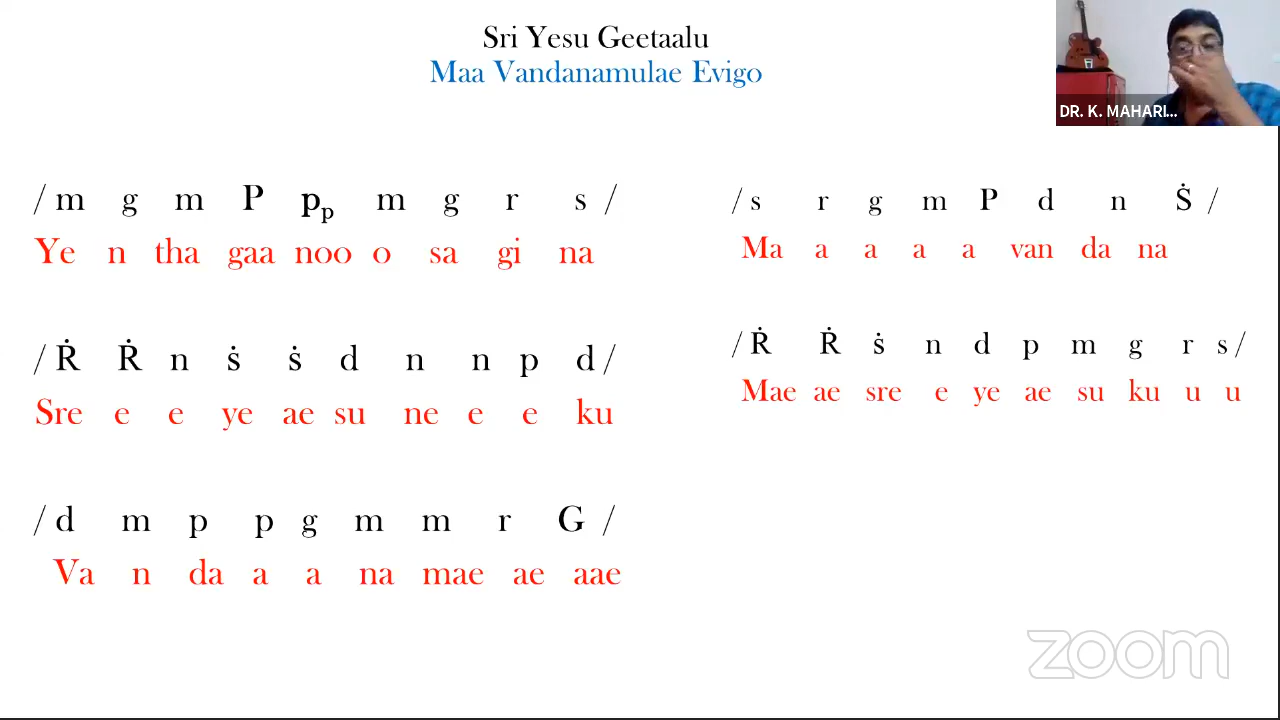 Sri Yesu Geetaalu
Maa Vandanamulae Evigo
DR. K. MAHARI...
/ m g m P pₚ m g r s /
Ye n tha gaa noo o sa gi na
/ Ṙ Ṙ n ṡ ṡ d n n p d /
Sre e e ye ae su ne e e ku
/ d m p p g m m r G /
Va n da a a na mae ae aae
/ s r g m P d n Ṡ /
Ma a a a a van da na
/ Ṙ Ṙ ṡ n d p m g r s /
Mae ae sre e ye ae su ku u u
zoom